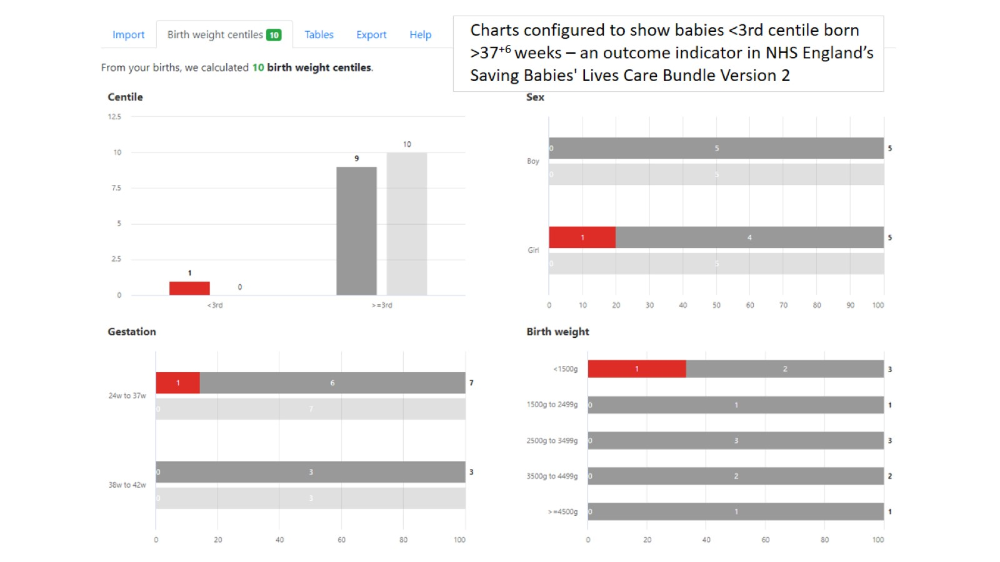 Import
Birth weight centiles 10
Tables
Export
Help
Charts configured to show babies <3rd centile born
>37+6 weeks – an outcome indicator in NHS England's
Saving Babies' Lives Care Bundle Version 2
From your births, we calculated 10 birth weight centiles.
Centile
12.5
10
7.5
5
2.5
0
1
0
9
10
<3rd
>=3rd
Sex
Boy
0 5 5
0 5
Girl
1 4 5
0 5
0 10 20 30 40 50 60 70 80 90 100
Gestation
24w to 37w
1 6 7
0 7
38w to 42w
0 3 3
0 3
0 20 40 60 80 100
Birth weight
<1500g 1 2 3
1500g to 2499g 0 1 1
2500g to 3499g 0 3 3
3500g to 4499g 0 2 2
>=4500g 0 1 1
0 20 40 60 80 100